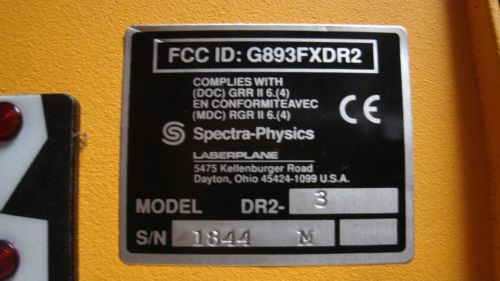 FCC ID: G893FXDR2
COMPLIES WITH
(DOC) GRR II 6.(4)
EN CONFORMITEAVEC
(MDC) RGR II 6.(4)
CE
Spectra-Physics
LASERPLANE
5475 Kellenburger Road
Dayton, Ohio 45424-1099 U.S.A.
MODEL DR2- 3
S/N 1844 M